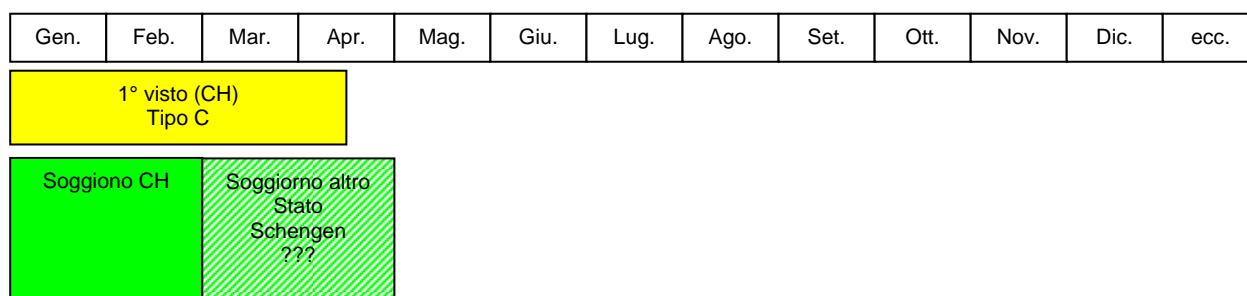 Gen. Feb. Mar. Apr. Mag. Giu. Lug. Ago. Set. Ott. Nov. Dic. ecc.
1° visto (CH)
Tipo C
Soggiono CH
Soggiorno altro
Stato
Schengen
???